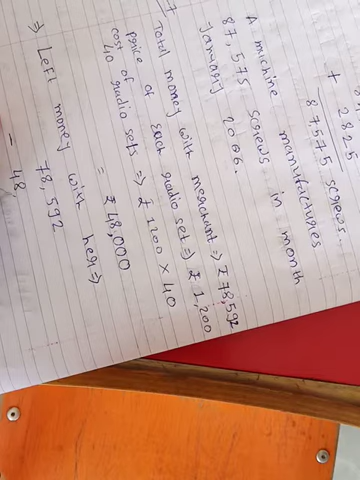 + 2825
87575 screws.
A michine manufactures
87,575 screws in month
January 2006.
7 Total money with merchant ⇒ ₹ 78,592
price of Each radio set ⇒ ₹ 1,200
cost of radio sets ⇒ ₹ 1200 × 40
40
= ₹ 48,000
⇒ Left money with her ⇒
78,592
- 48,